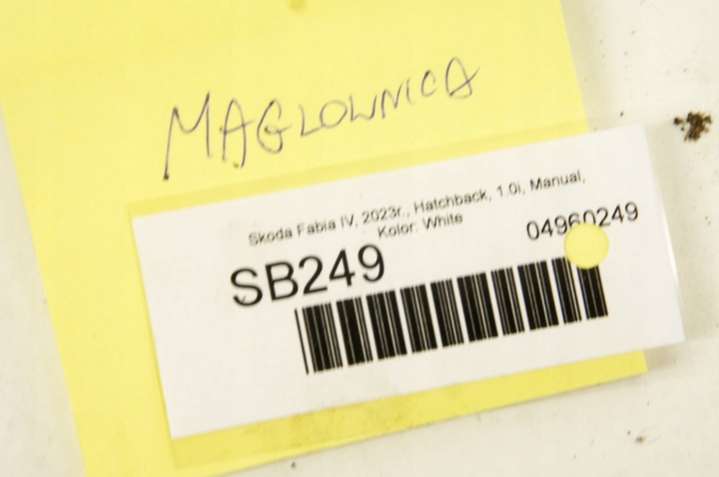 MAGLOWNICA
Skoda Fabia IV, 2023r., Hatchback, 1.0i, Manual,
Kolor: White
04960249
SB249